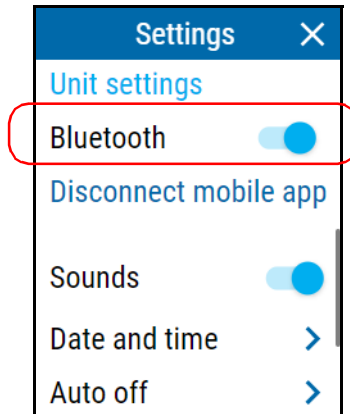 Settings
Unit settings
Bluetooth
Disconnect mobile app
Sounds
Date and time
Auto off